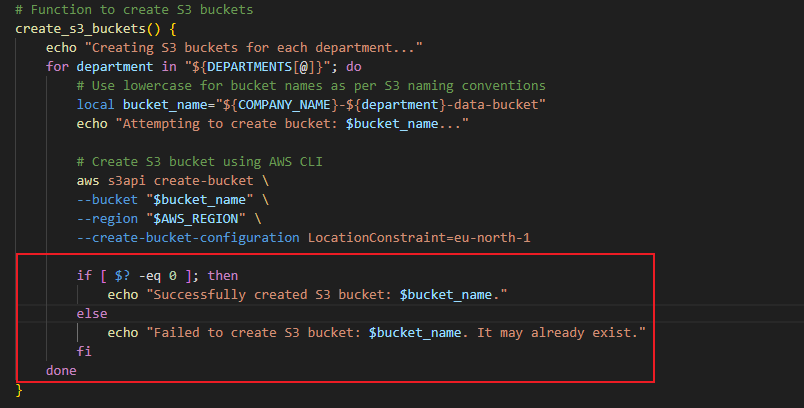 # Function to create S3 buckets
create_s3_buckets() {
    echo "Creating S3 buckets for each department..."
    for department in "${DEPARTMENTS[@]}"; do
        # Use lowercase for bucket names as per S3 naming conventions
        local bucket_name="${COMPANY_NAME}-${department}-data-bucket"
        echo "Attempting to create bucket: $bucket_name..."

        # Create S3 bucket using AWS CLI
        aws s3api create-bucket \
        --bucket "$bucket_name" \
        --region "$AWS_REGION" \
        --create-bucket-configuration LocationConstraint=eu-north-1

        if [ $? -eq 0 ]; then
            echo "Successfully created S3 bucket: $bucket_name."
        else
            echo "Failed to create S3 bucket: $bucket_name. It may already exist."
        fi
    done
}